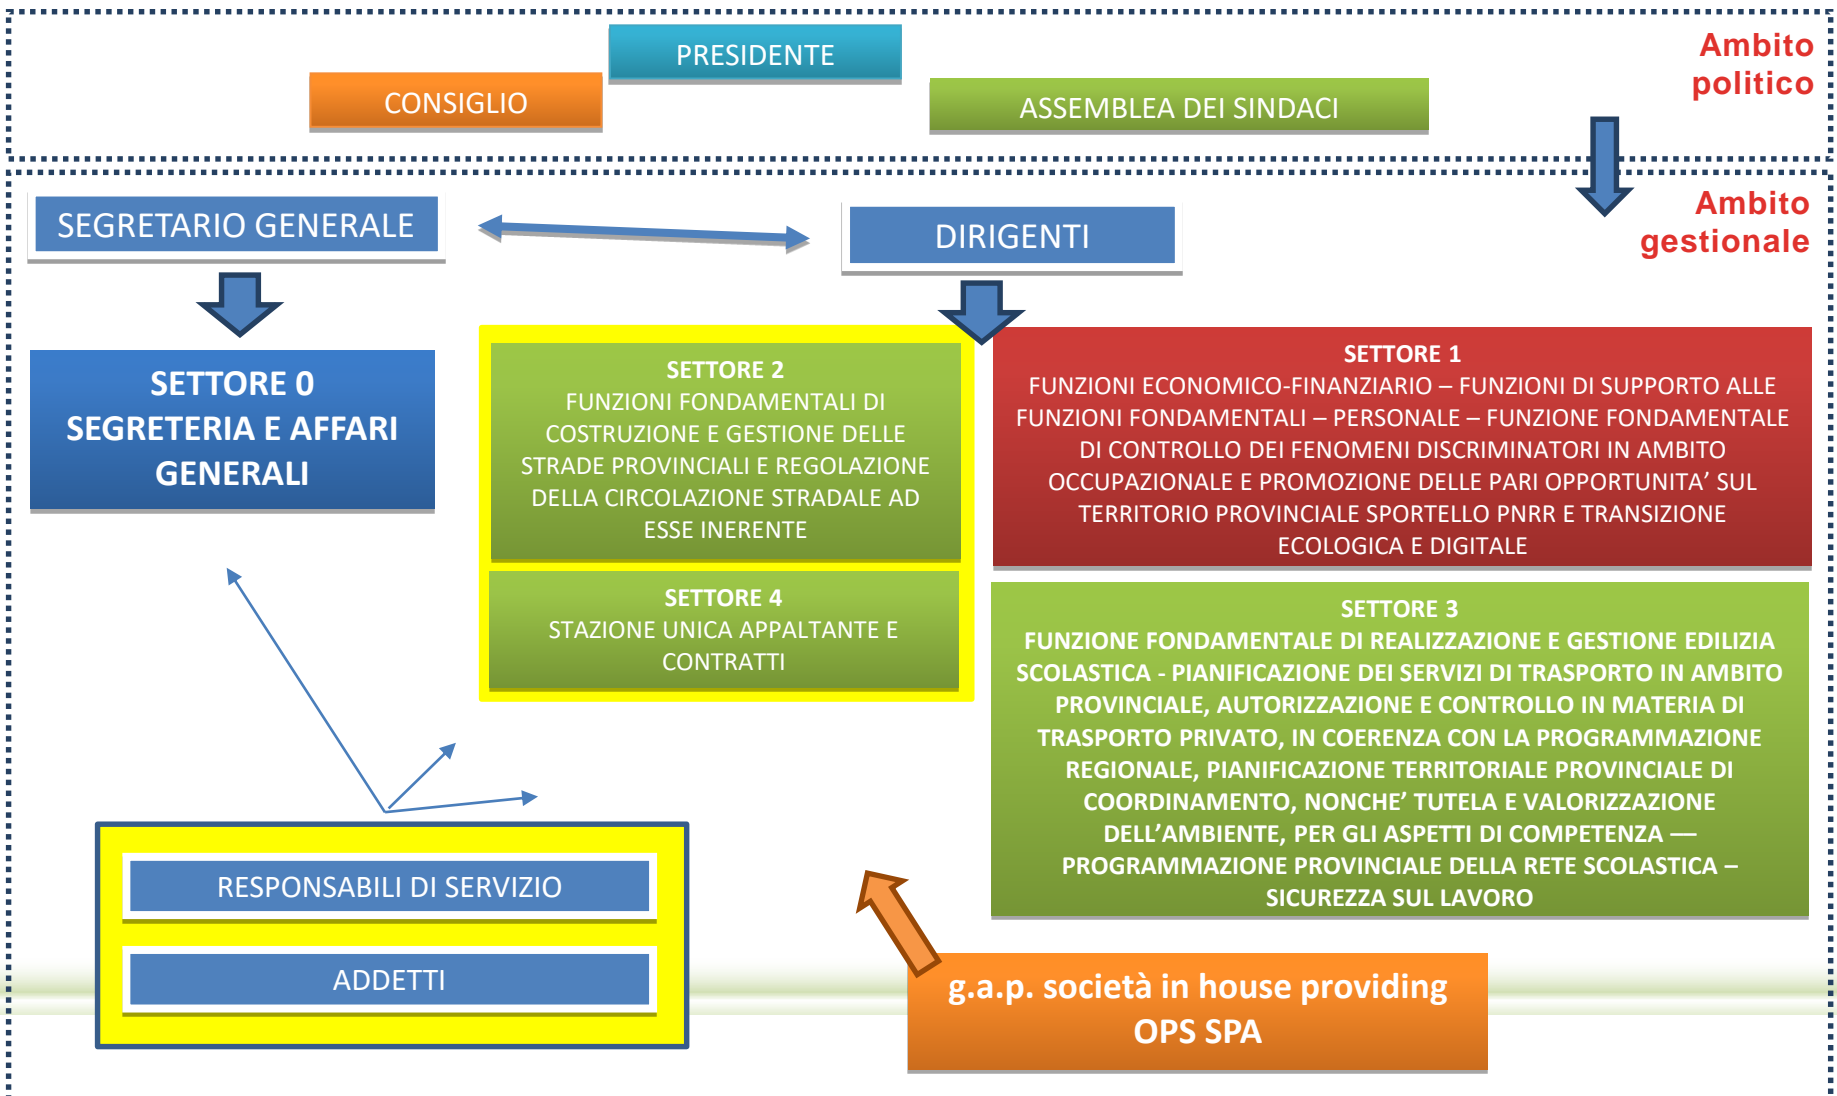 PRESIDENTE
CONSIGLIO
ASSEMBLEA DEI SINDACI
Ambito
politico
SEGRETARIO GENERALE
DIRIGENTI
Ambito
gestionale
SETTORE 0
SEGRETERIA E AFFARI
GENERALI
SETTORE 2
FUNZIONI FONDAMENTALI DI
COSTRUZIONE E GESTIONE DELLE
STRADE PROVINCIALI E REGOLAZIONE
DELLA CIRCOLAZIONE STRADALE AD
ESSE INERENTE
SETTORE 4
STAZIONE UNICA APPALTANTE E
CONTRATTI
SETTORE 1
FUNZIONI ECONOMICO-FINANZIARIO – FUNZIONI DI SUPPORTO ALLE
FUNZIONI FONDAMENTALI – PERSONALE – FUNZIONE FONDAMENTALE
DI CONTROLLO DEI FENOMENI DISCRIMINATORI IN AMBITO
OCCUPAZIONALE E PROMOZIONE DELLE PARI OPPORTUNITA’ SUL
TERRITORIO PROVINCIALE SPORTELLO PNRR E TRANSIZIONE
ECOLOGICA E DIGITALE
SETTORE 3
FUNZIONE FONDAMENTALE DI REALIZZAZIONE E GESTIONE EDILIZIA
SCOLASTICA - PIANIFICAZIONE DEI SERVIZI DI TRASPORTO IN AMBITO
PROVINCIALE, AUTORIZZAZIONE E CONTROLLO IN MATERIA DI
TRASPORTO PRIVATO, IN COERENZA CON LA PROGRAMMAZIONE
REGIONALE, PIANIFICAZIONE TERRITORIALE PROVINCIALE DI
COORDINAMENTO, NONCHE’ TUTELA E VALORIZZAZIONE
DELL’AMBIENTE, PER GLI ASPETTI DI COMPETENZA —
PROGRAMMAZIONE PROVINCIALE DELLA RETE SCOLASTICA –
SICUREZZA SUL LAVORO
RESPONSABILI DI SERVIZIO
ADDETTI
g.a.p. società in house providing
OPS SPA